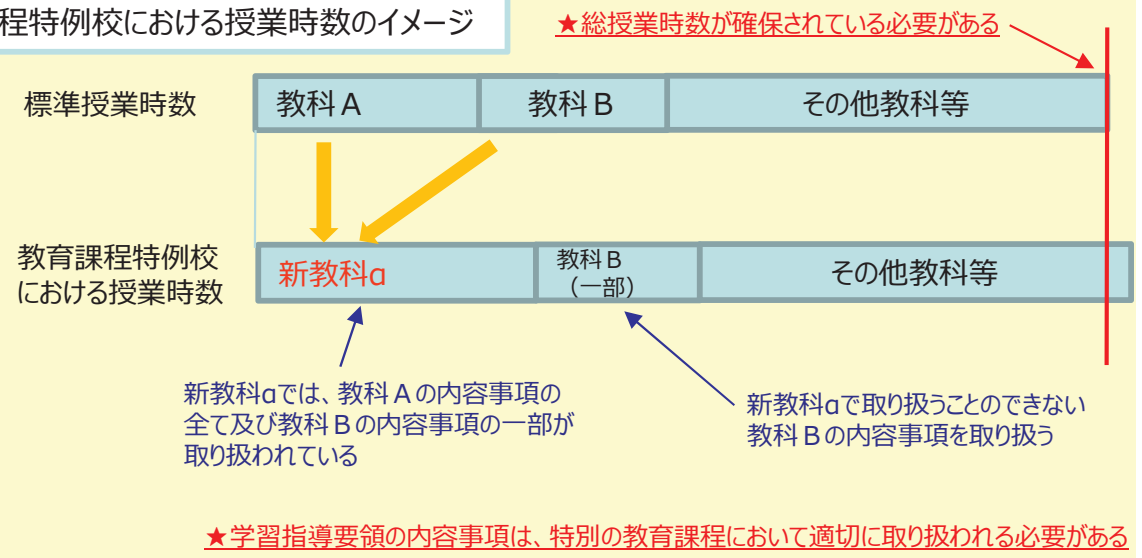 程特例校における授業時数のイメージ
★総授業時数が確保されている必要がある
標準授業時数
教科A
教科B
その他教科等
教育課程特例校
における授業時数
新教科α
教科B
（一部）
その他教科等
新教科αでは、教科Aの内容事項の
全て及び教科Bの内容事項の一部が
取り扱われている
新教科αで取り扱うことのできない
教科Bの内容事項を取り扱う
★学習指導要領の内容事項は、特別の教育課程において適切に取り扱われる必要がある